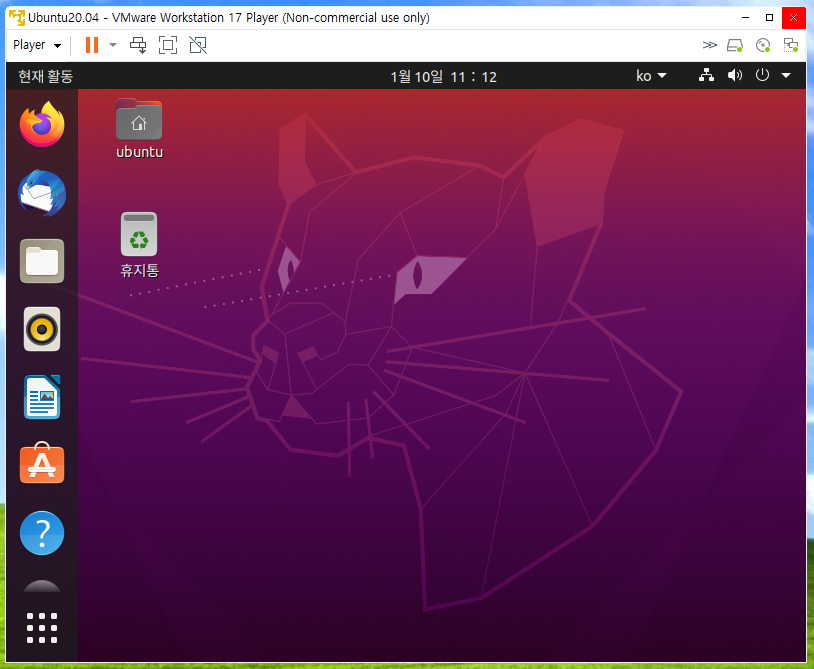 Ubuntu20.04 - VMware Workstation 17 Player (Non-commercial use only)
Player
현재 활동
1월 10일 11 : 12
ko
ubuntu
휴지통